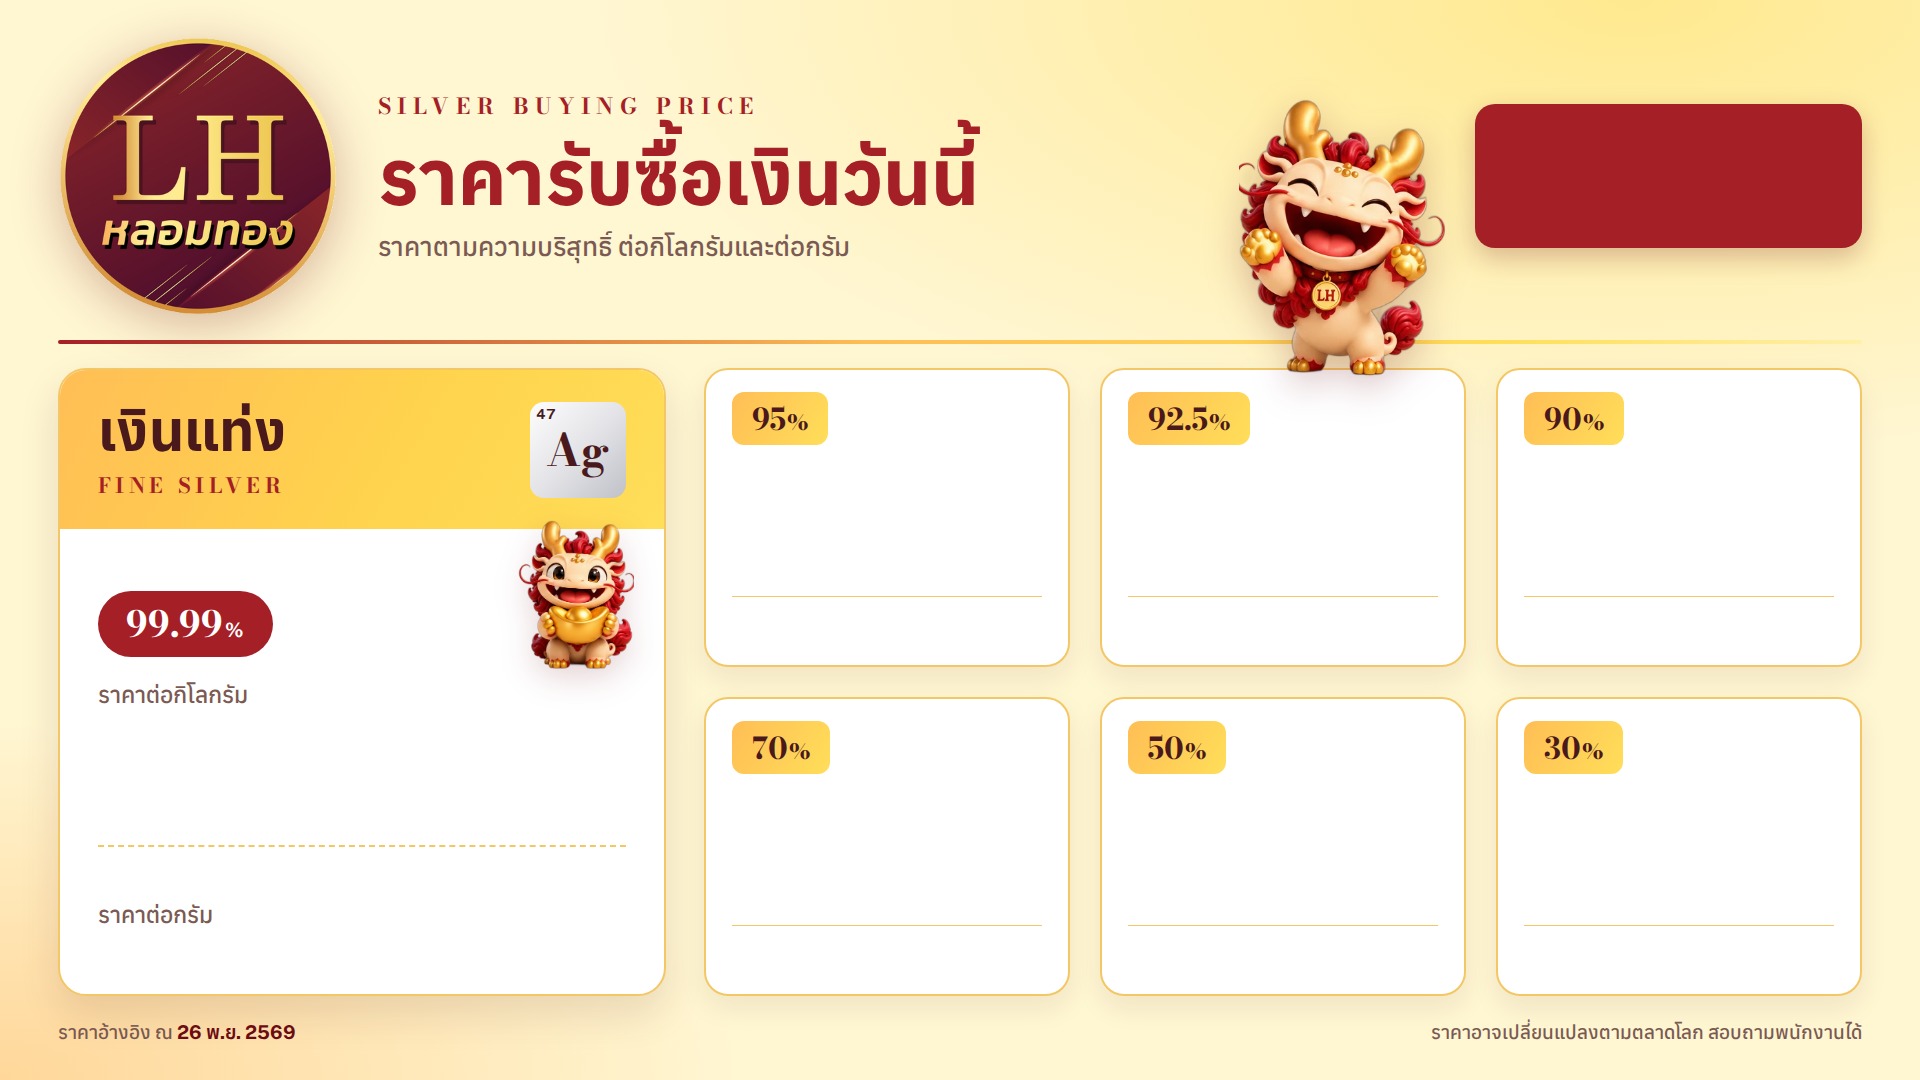 LH
หลอมทอง
SILVER BUYING PRICE
ราคารับซื้อเงินวันนี้
ราคาตามความบริสุทธิ์ ต่อกิโลกรัมและต่อกรัม
LH
เงินแท่ง
FINE SILVER
47
Ag
99.99%
ราคาต่อกิโลกรัม
ราคาต่อกรัม
95%
92.5%
90%
70%
50%
30%
ราคาอ้างอิง ณ 26 พ.ย. 2569
ราคาอาจเปลี่ยนแปลงตามตลาดโลก สอบถามพนักงานได้